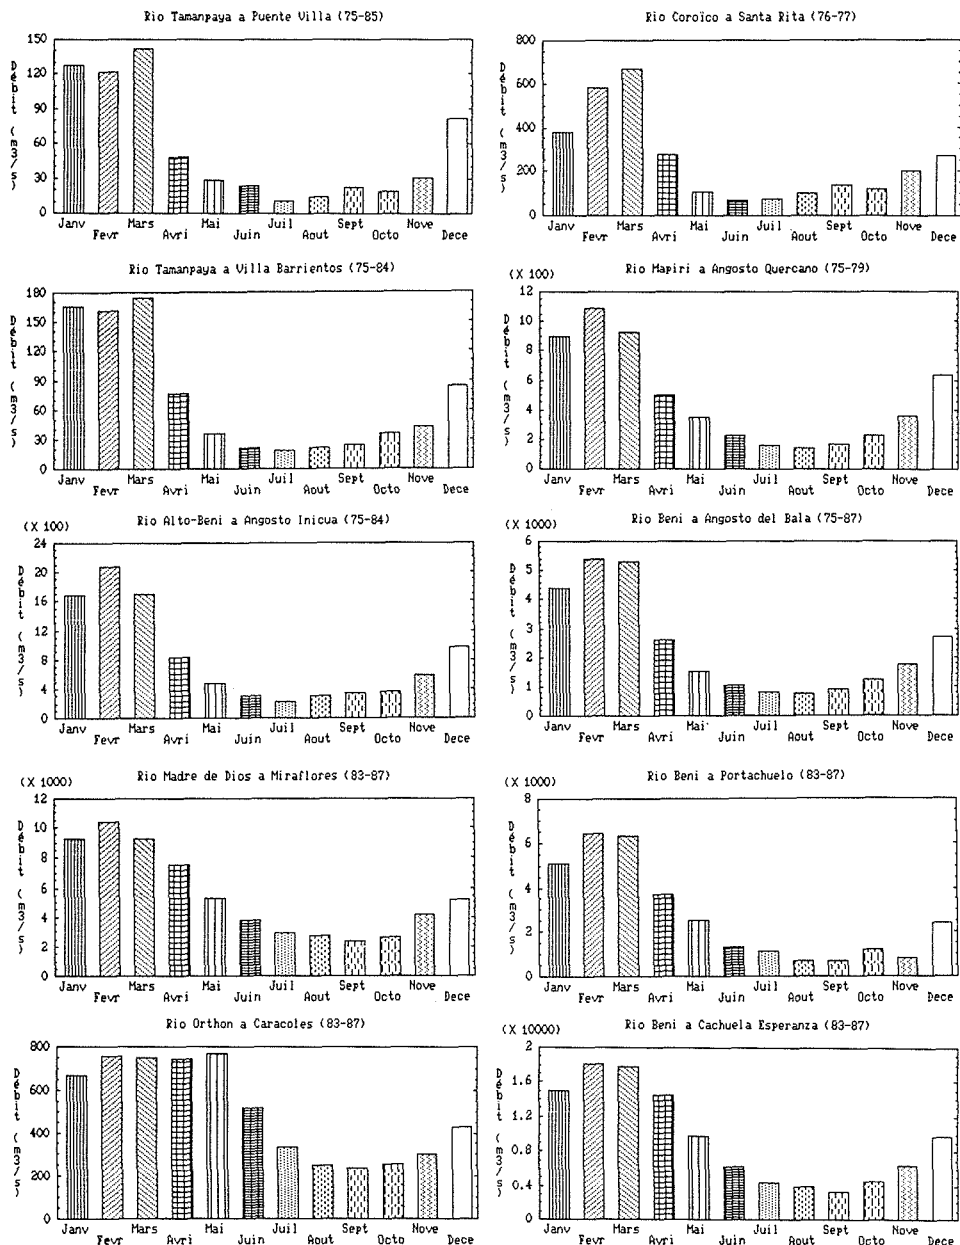 Rio Tamanpaya a Puente Villa (75-85)
Débit (m3/s)
150
120
90
60
30
0
Janv Fevr Mars Avri Mai Juin Juil Aout Sept Octo Nove Dece
Rio Coroïco a Santa Rita (76-77)
Débit (m3/s)
800
600
400
200
0
Janv Fevr Mars Avri Mai Juin Juil Aout Sept Octo Nove Dece
Rio Tamanpaya a Villa Barrientos (75-84)
Débit (m3/s)
180
150
120
90
60
30
0
Janv Fevr Mars Avri Mai Juin Juil Aout Sept Octo Nove Dece
(X 100)
Rio Mapiri a Angosto Quercano (75-79)
Débit (m3/s)
12
10
8
6
4
2
0
Janv Fevr Mars Avri Mai Juin Juil Aout Sept Octo Nove Dece
(X 100)
Rio Alto-Beni a Angosto Inicua (75-84)
Débit (m3/s)
24
20
16
12
8
4
0
Janv Fevr Mars Avri Mai Juin Juil Aout Sept Octo Nove Dece
(X 1000)
Rio Beni a Angosto del Bala (75-87)
Débit (m3/s)
6
5
4
3
2
1
0
Janv Fevr Mars Avri Mai Juin Juil Aout Sept Octo Nove Dece
(X 1000)
Rio Madre de Dios a Miraflores (83-87)
Débit (m3/s)
12
10
8
6
4
2
0
Janv Fevr Mars Avri Mai Juin Juil Aout Sept Octo Nove Dece
(X 1000)
Rio Beni a Portachuelo (83-87)
Débit (m3/s)
8
6
4
2
0
Janv Fevr Mars Avri Mai Juin Juil Aout Sept Octo Nove Dece
Rio Orthon a Caracoles (83-87)
Débit (m3/s)
800
600
400
200
0
Janv Fevr Mars Avri Mai Juin Juil Aout Sept Octo Nove Dece
(X 10000)
Rio Beni a Cachuela Esperanza (83-87)
Débit (m3/s)
2
1.6
1.2
0.8
0.4
0
Janv Fevr Mars Avri Mai Juin Juil Aout Sept Octo Nove Dece